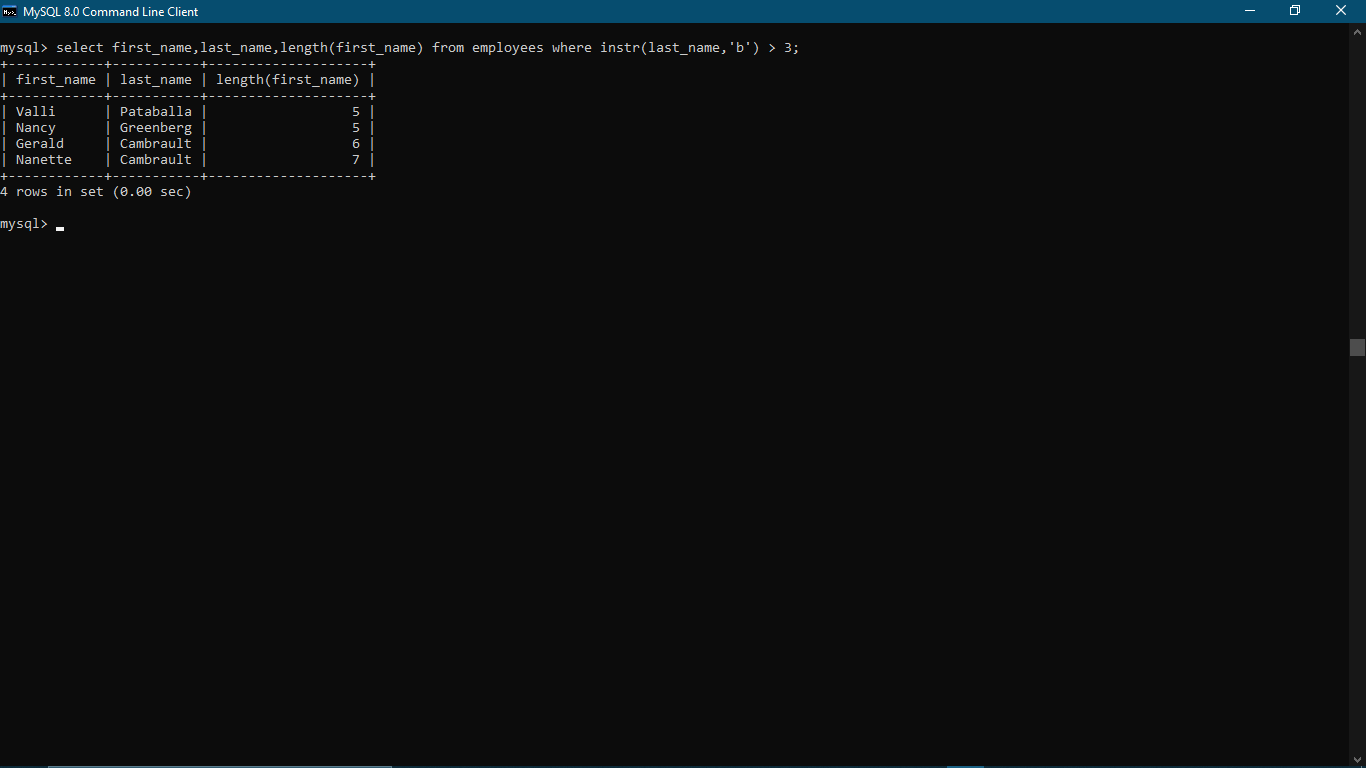 MySQL 8.0 Command Line Client
mysql> select first_name,last_name,length(first_name) from employees where instr(last_name,'b') > 3;
+------------+-----------+--------------------+
| first_name | last_name | length(first_name) |
+------------+-----------+--------------------+
| Valli      | Pataballa |                  5 |
| Nancy      | Greenberg |                  5 |
| Gerald     | Cambrault |                  6 |
| Nanette    | Cambrault |                  7 |
+------------+-----------+--------------------+
4 rows in set (0.00 sec)
mysql>